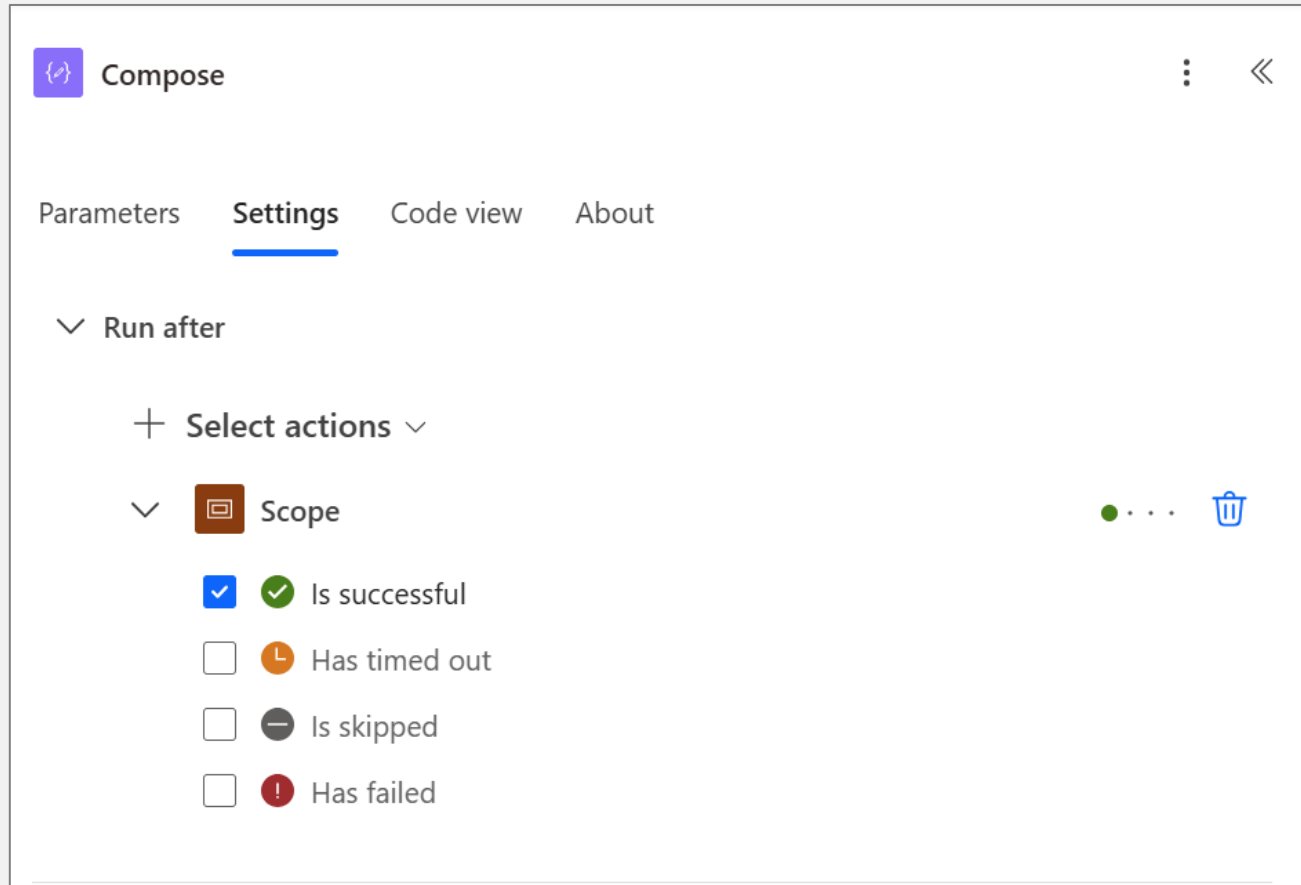 Compose
Parameters Settings Code view About
Run after
Select actions
Scope
Is successful
Has timed out
Is skipped
Has failed